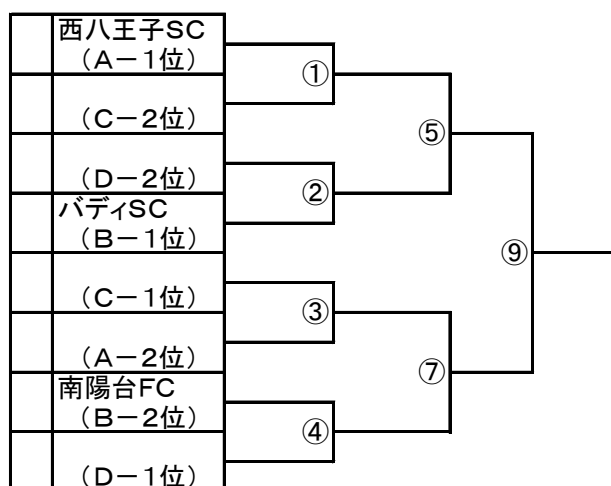 西八王子SC
（A－1位）
①
（C－2位）
⑤
（D－2位）
②
バディSC
（B－1位）
⑨
（C－1位）
③
（A－2位）
⑦
南陽台FC
（B－2位）
④
（D－1位）